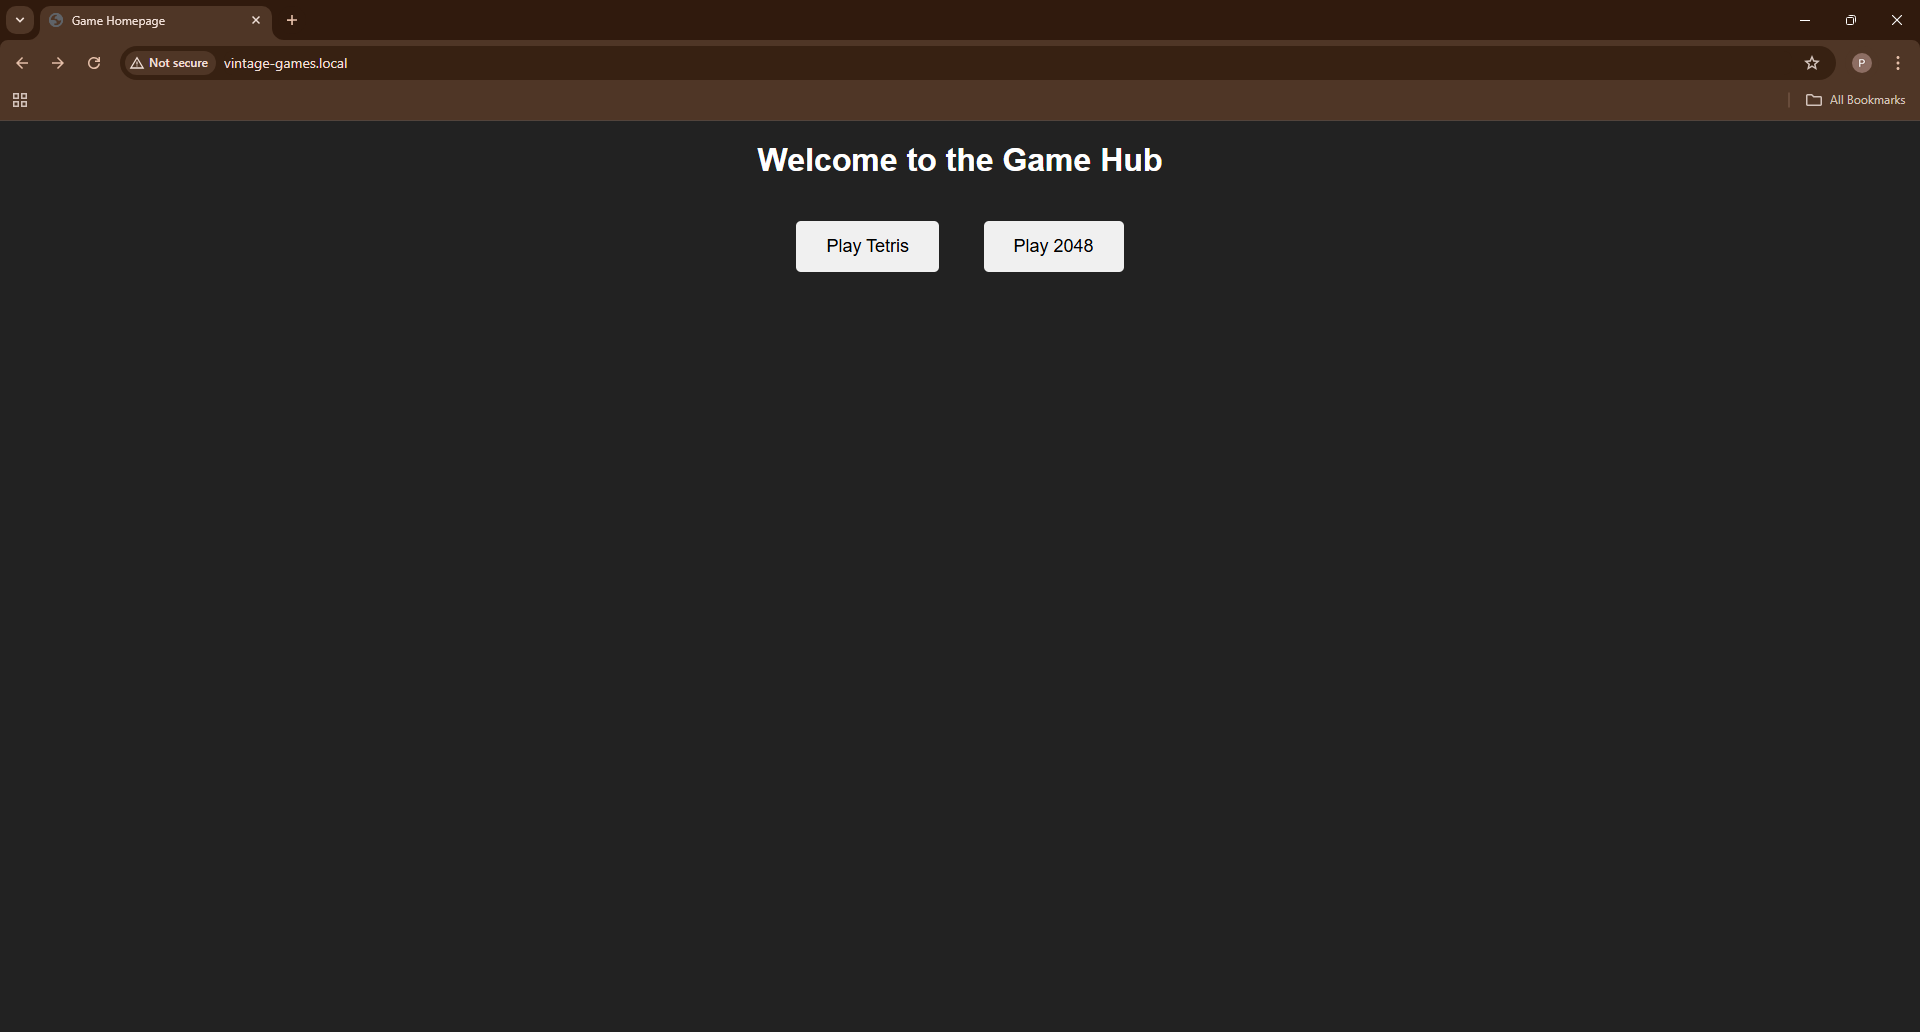 Game Homepage
Not secure vintage-games.local
P
All Bookmarks
Welcome to the Game Hub
Play Tetris Play 2048